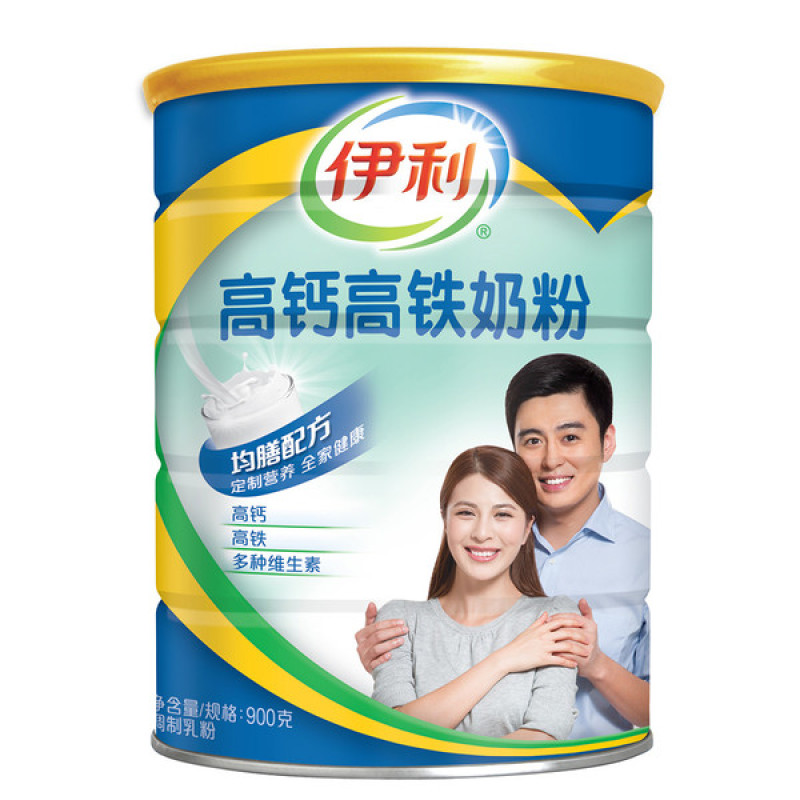 伊利
®
高钙高铁奶粉
均膳配方
定制营养 全家健康
高钙
高铁
多种维生素
净含量/规格:900克
调制乳粉